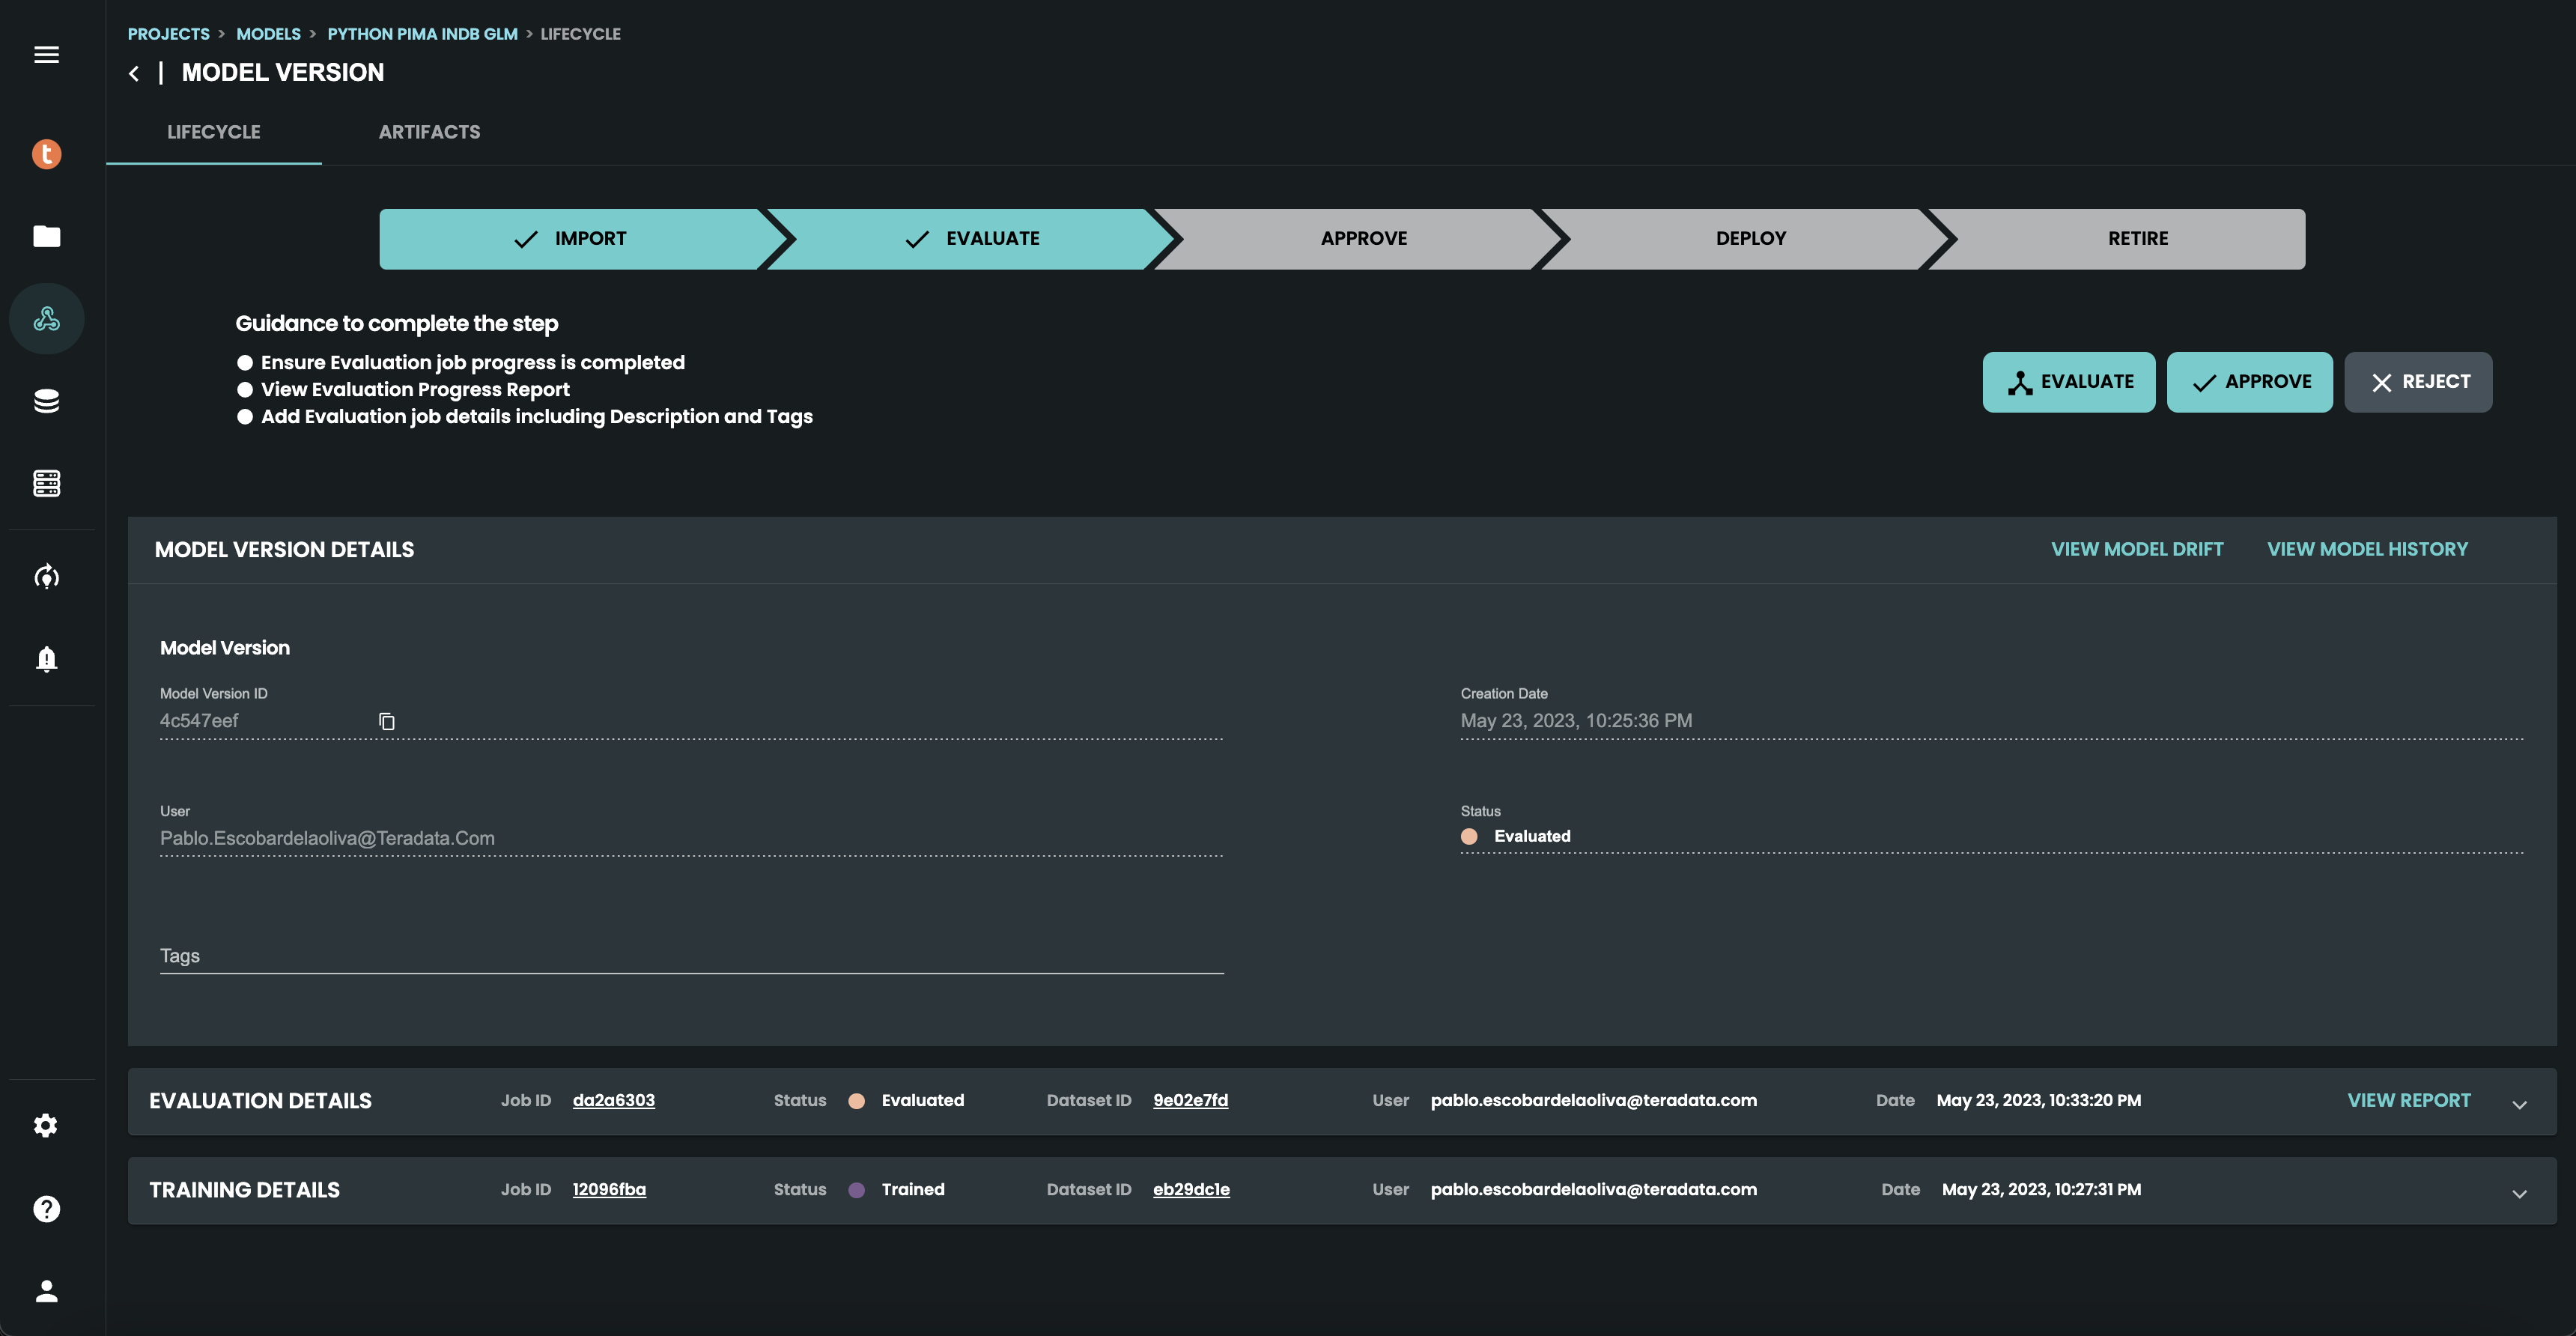 PROJECTS > MODELS > PYTHON PIMA INDB GLM > LIFECYCLE
MODEL VERSION
LIFECYCLE ARTIFACTS
IMPORT EVALUATE APPROVE DEPLOY RETIRE
Guidance to complete the step
Ensure Evaluation job progress is completed
View Evaluation Progress Report
Add Evaluation job details including Description and Tags
EVALUATE APPROVE REJECT
MODEL VERSION DETAILS VIEW MODEL DRIFT VIEW MODEL HISTORY
Model Version
Model Version ID Creation Date
4c547eef May 23, 2023, 10:25:36 PM
User Status
Pablo.Escobardelaoliva@Teradata.Com Evaluated
Tags
EVALUATION DETAILS Job ID da2a6303 Status Evaluated Dataset ID 9e02e7fd User pablo.escobardelaoliva@teradata.com Date May 23, 2023, 10:33:20 PM VIEW REPORT
TRAINING DETAILS Job ID 12096fba Status Trained Dataset ID eb29dc1e User pablo.escobardelaoliva@teradata.com Date May 23, 2023, 10:27:31 PM